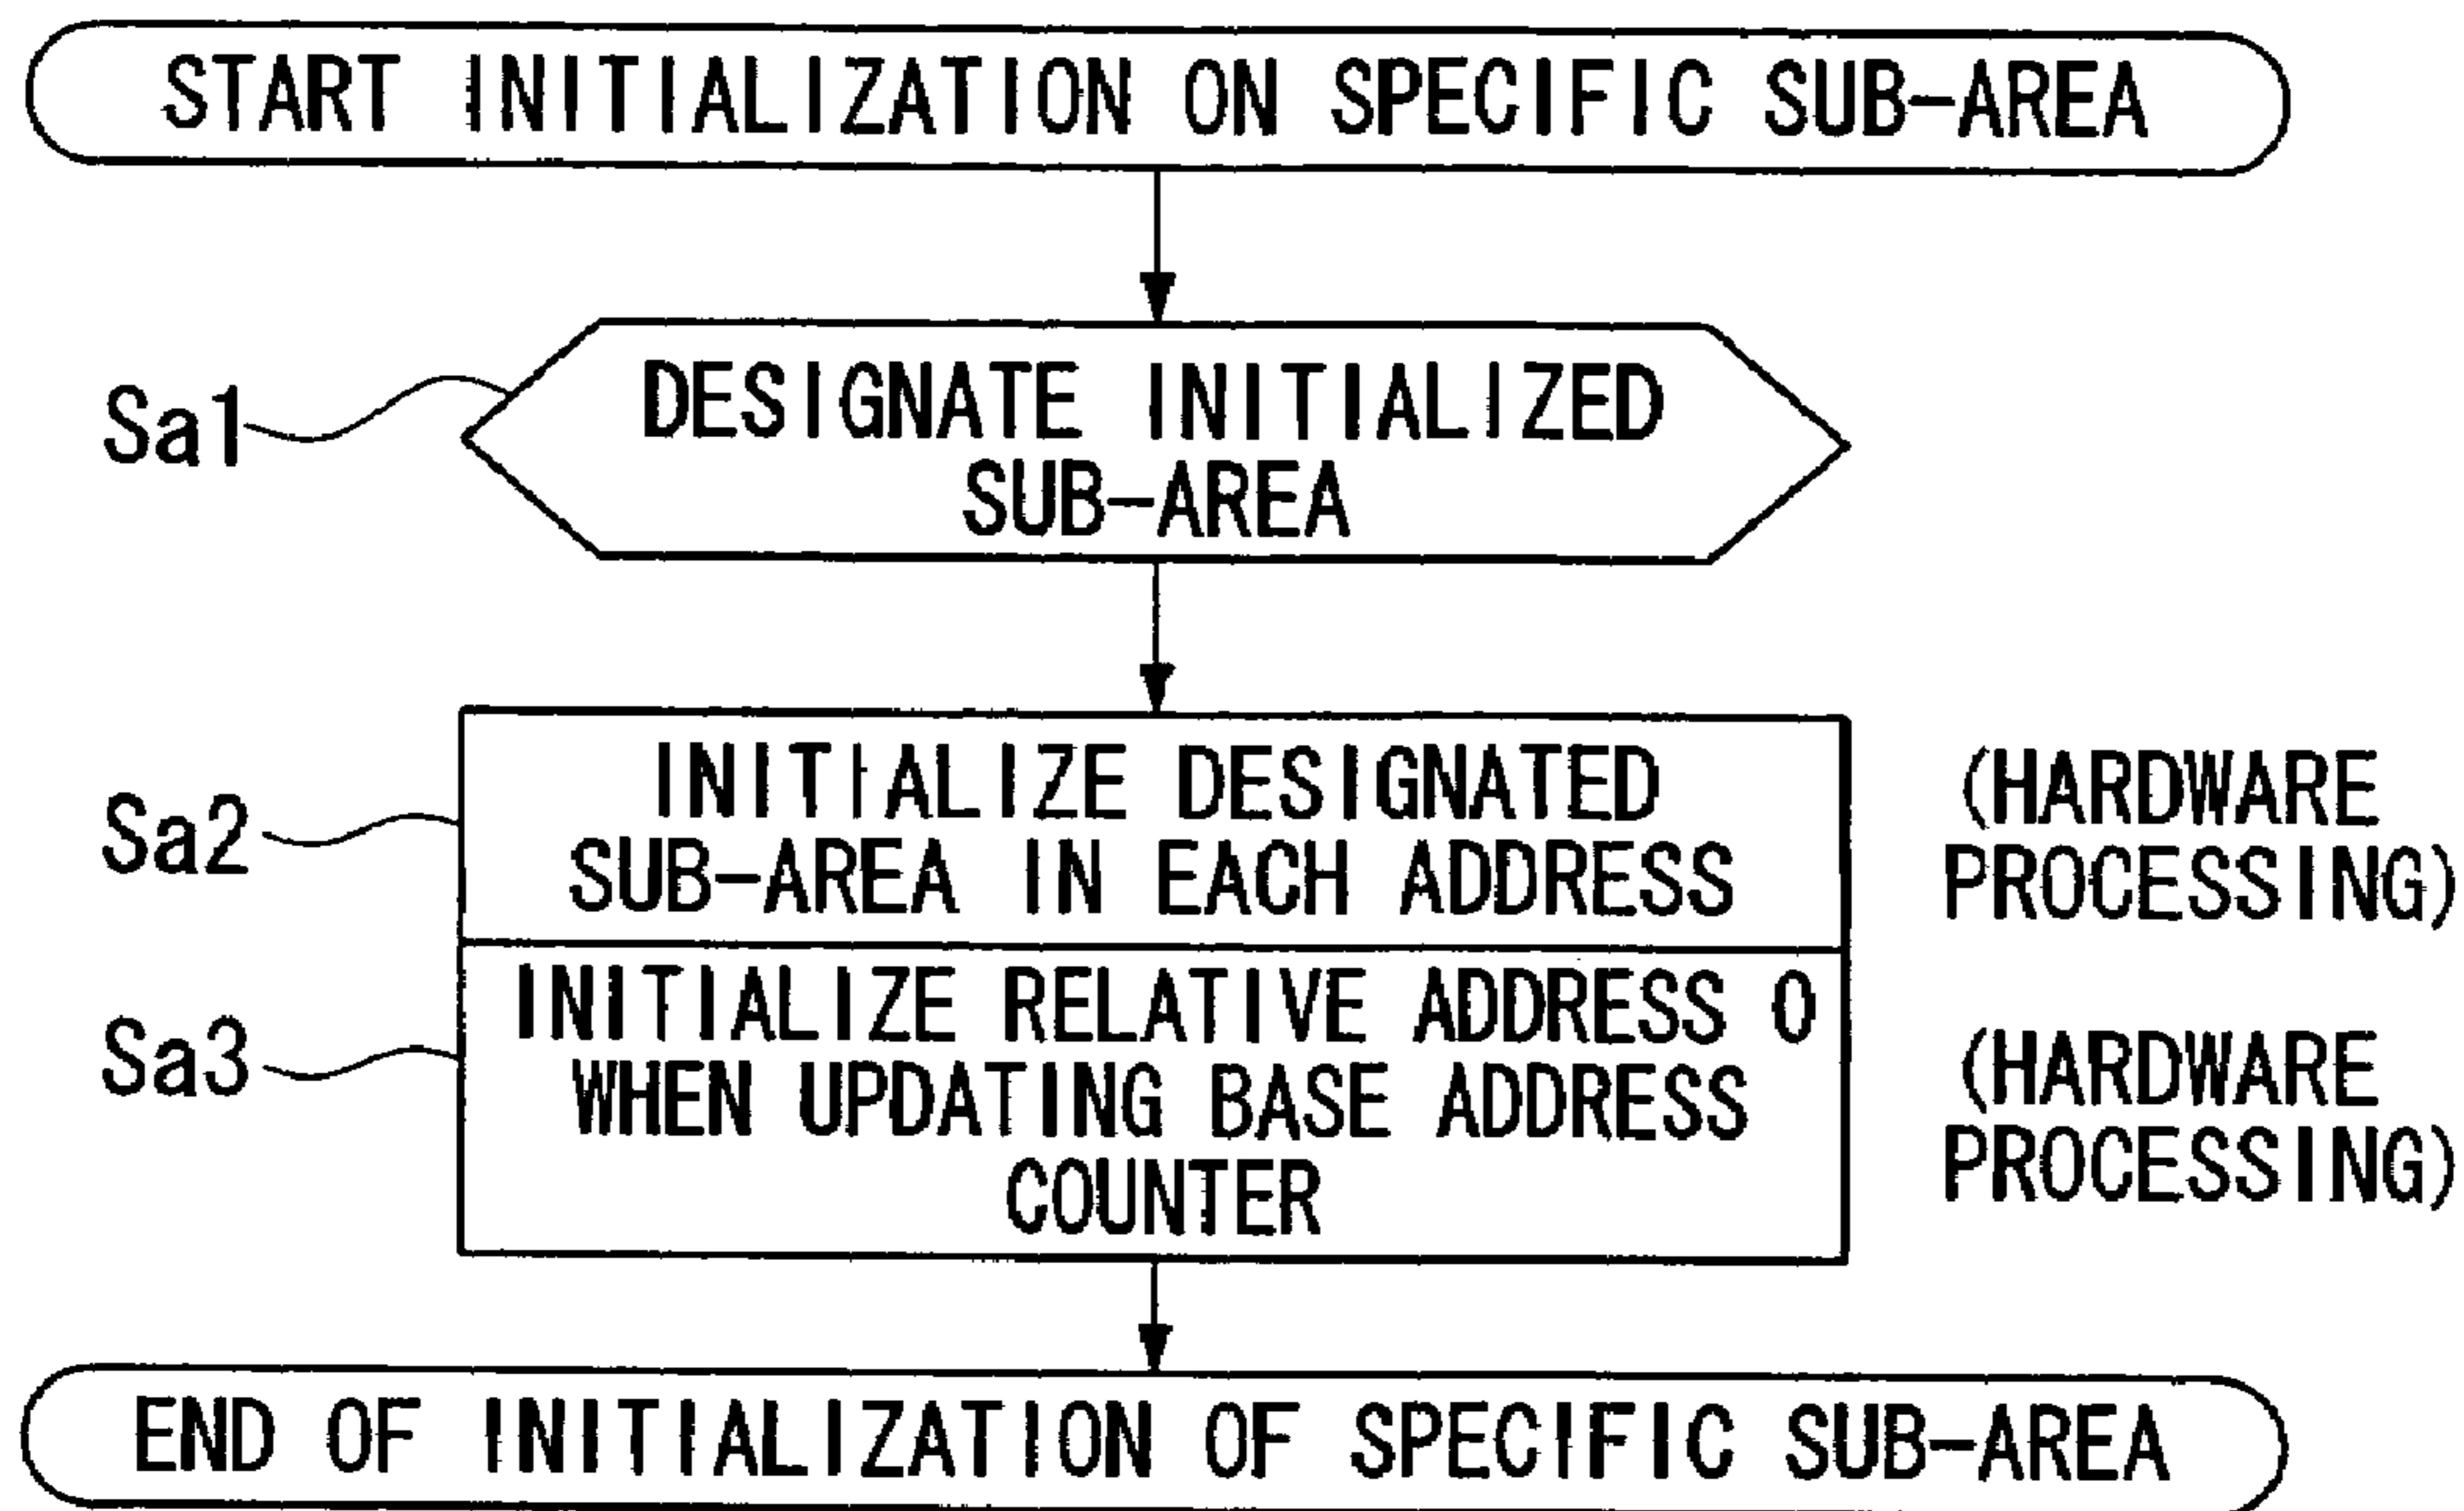 START INITIALIZATION ON SPECIFIC SUB-AREA
Sa1
DESIGNATE INITIALIZED
SUB-AREA
Sa2
INITIALIZE DESIGNATED
SUB-AREA IN EACH ADDRESS
(HARDWARE
PROCESSING)
Sa3
INITIALIZE RELATIVE ADDRESS 0
WHEN UPDATING BASE ADDRESS
COUNTER
(HARDWARE
PROCESSING)
END OF INITIALIZATION OF SPECIFIC SUB-AREA